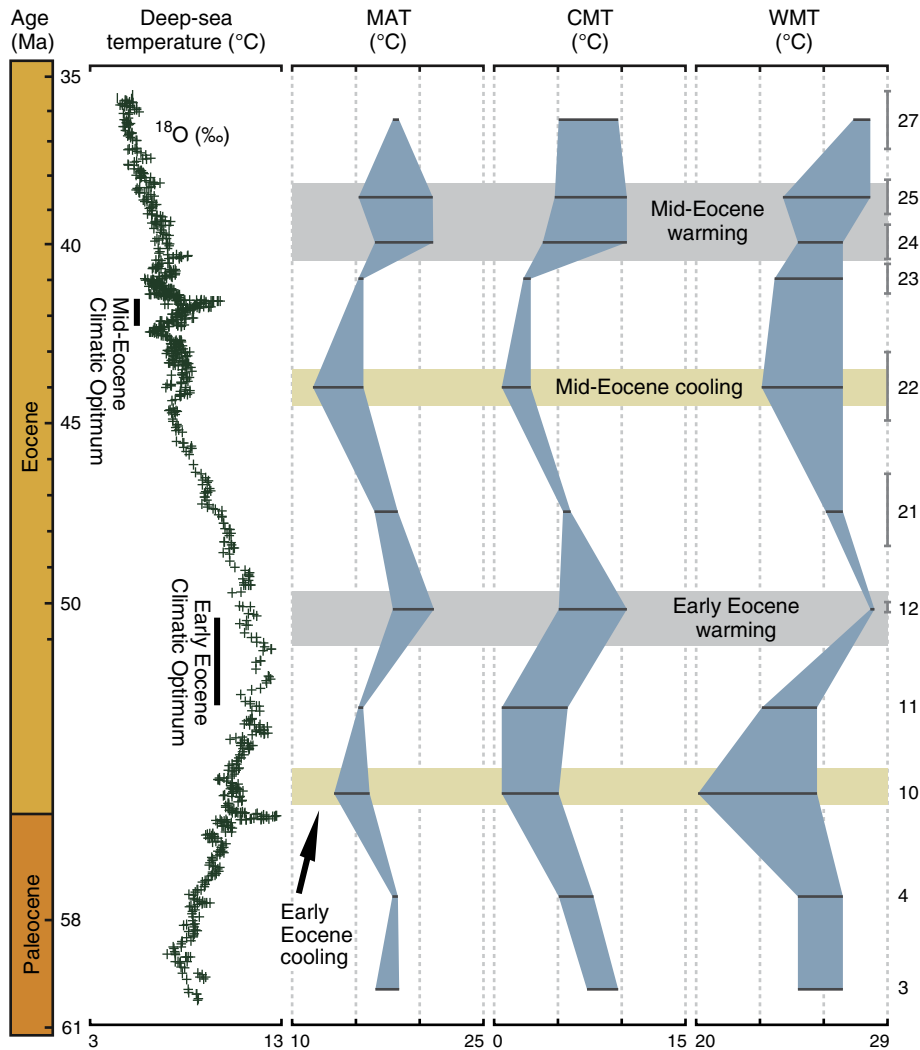 Age
(Ma)
Deep-sea
temperature (°C)
MAT
(°C)
CMT
(°C)
WMT
(°C)
35
40
45
50
58
61
Eocene
Paleocene
18O (‰)
Mid-Eocene
Climatic Opitmum
Early Eocene
Climatic Optimum
Mid-Eocene
warming
Mid-Eocene cooling
Early Eocene
warming
Early
Eocene
cooling
27
25
24
23
22
21
12
11
10
4
3
3
13
10
25
0
15
20
29